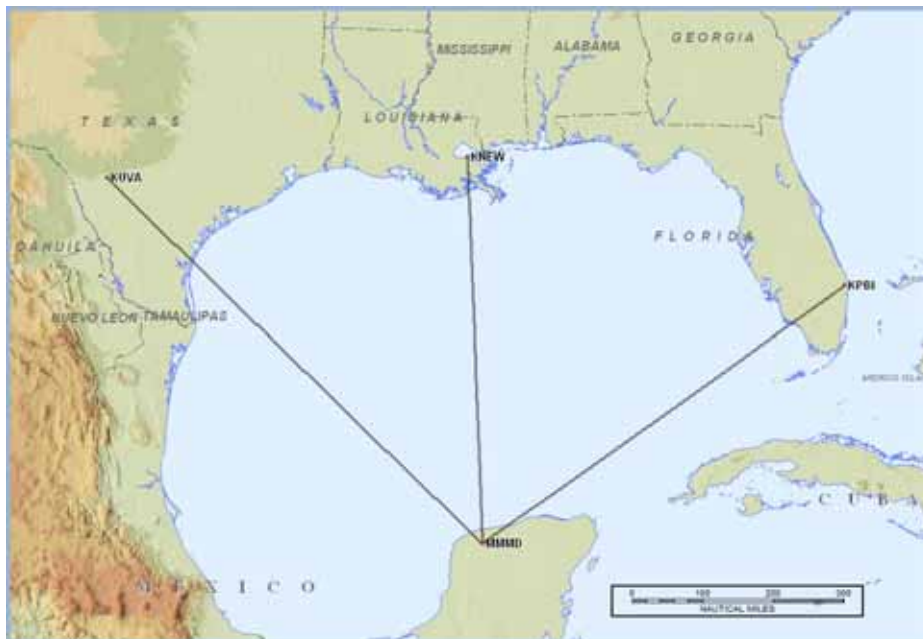 GEORGIA
MISSISSIPPI
ALABAMA
LOUISIANA
TEXAS
KNEW
KUVA
FLORIDA
OAHUILA
KPBI
NUEVO LEON
TAMAULIPAS
CUBA
MMMD
MEXICO
0 100 200 300
NAUTICAL MILES